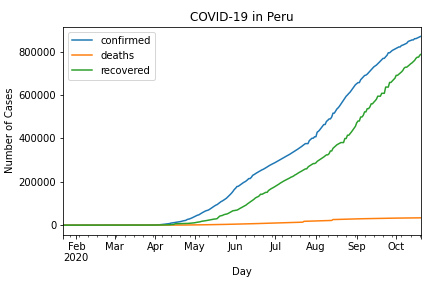 COVID-19 in Peru
confirmed
deaths
recovered
Number of Cases
800000
600000
400000
200000
0
Feb Mar Apr May Jun Jul Aug Sep Oct
2020
Day